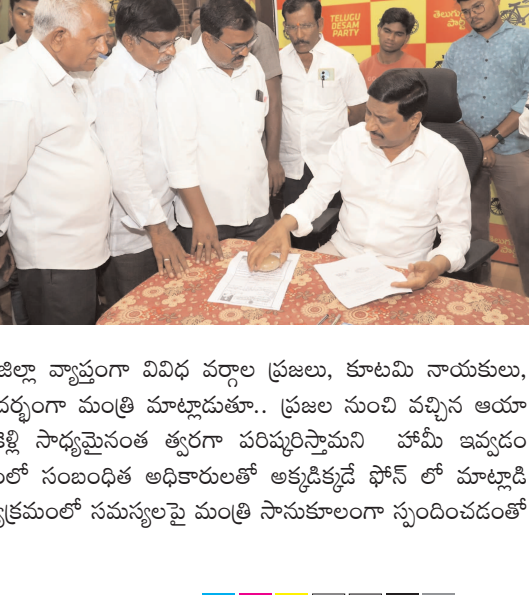 TELUGU
DESAM
PARTY
తెలుగు
జిల్లా వ్యాప్తంగా వివిధ వర్గాల ప్రజలు, కూటమి నాయకులు,
దర్భంగా మంత్రి మాట్లాడుతూ.. ప్రజల నుంచి వచ్చిన ఆయా
కెళ్లి సాధ్యమైనంత త్వరగా పరిష్కరిస్తామని హామీ ఇవ్వడం
లో సంబంధిత అధికారులతో అక్కడిక్కడే ఫోన్ లో మాట్లాడి
క్రమంలో సమస్యలపై మంత్రి సానుకూలంగా స్పందించడంతో